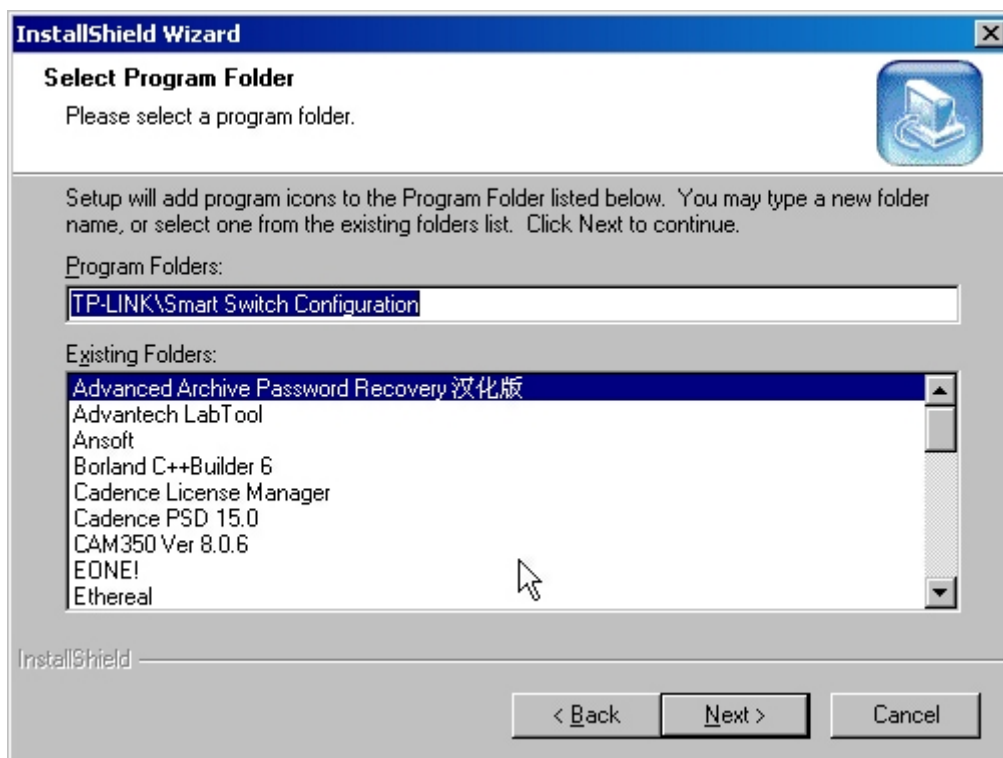 InstallShield Wizard
Select Program Folder
Please select a program folder.
Setup will add program icons to the Program Folder listed below.  You may type a new folder
name, or select one from the existing folders list.  Click Next to continue.
Program Folders:
TP-LINK\Smart Switch Configuration
Existing Folders:
Advanced Archive Password Recovery 汉化版
Advantech LabTool
Ansoft
Borland C++Builder 6
Cadence License Manager
Cadence PSD 15.0
CAM350 Ver 8.0.6
EONE!
Ethereal
InstallShield
< Back
Next >
Cancel